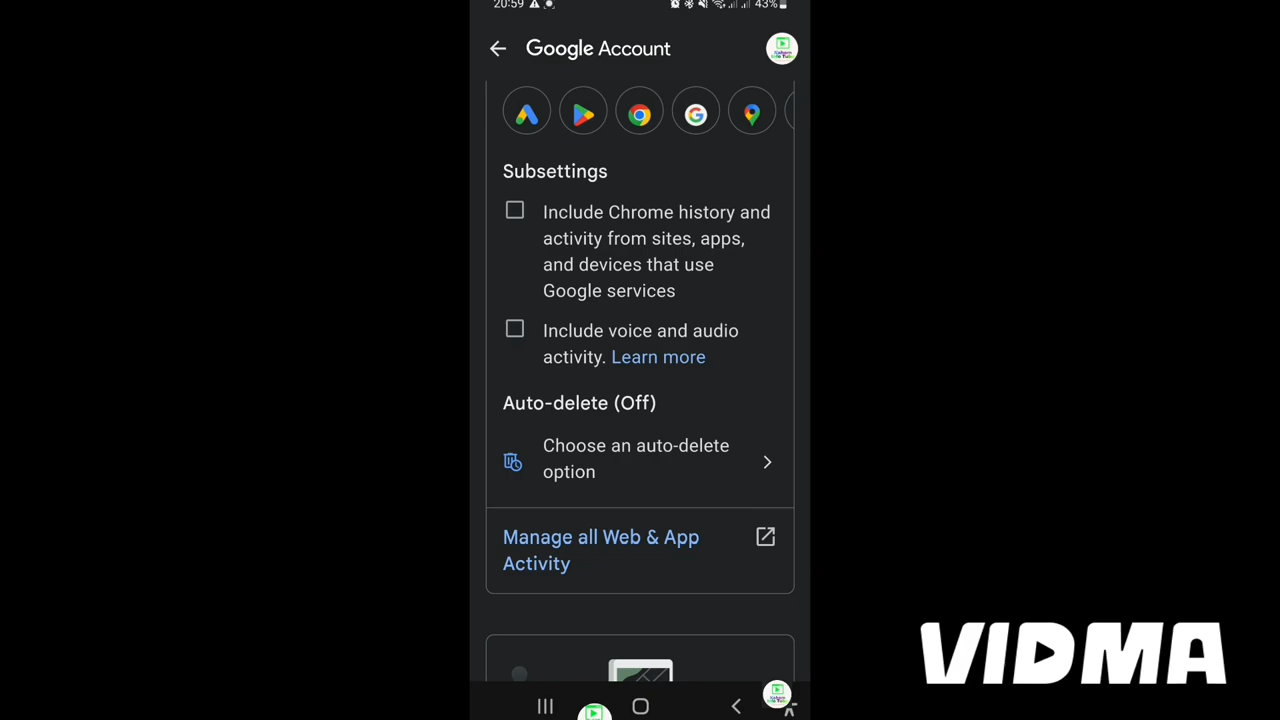 20:59
43%
Google Account
Subsettings
Include Chrome history and
activity from sites, apps,
and devices that use
Google services
Include voice and audio
activity. Learn more
Auto-delete (Off)
Choose an auto-delete
option
Manage all Web & App
Activity
VIDMA